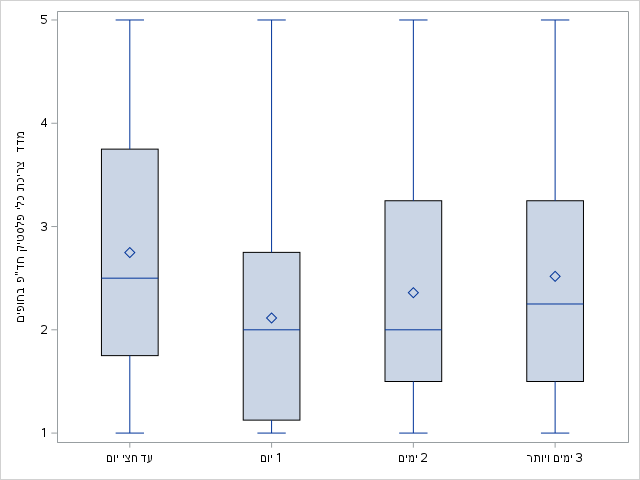 מדד צריכת כלי פלסטיק חד"פ בחופים
5
4
3
2
1
עד חצי יום
1 יום
2 ימים
3 ימים ויותר